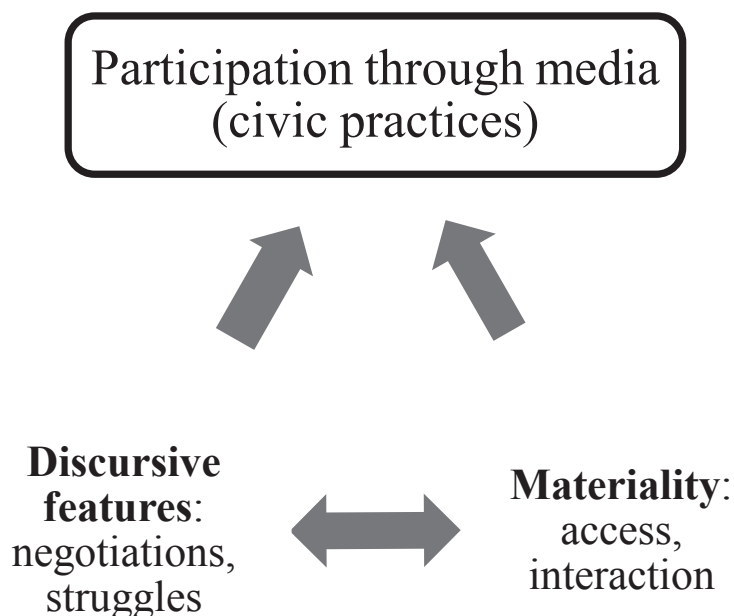 Participation through media
(civic practices)
Discursive
features:
negotiations,
struggles
Materiality:
access,
interaction